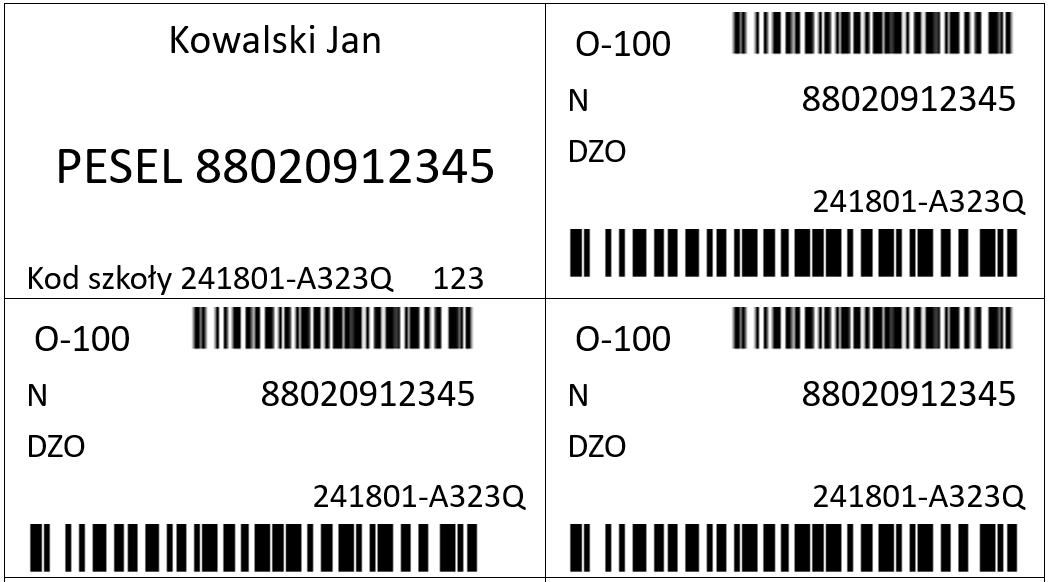 Kowalski Jan
PESEL 88020912345
Kod szkoły 241801-A323Q 123
O-100
N 88020912345
DZO
241801-A323Q
O-100
N 88020912345
DZO
241801-A323Q
O-100
N 88020912345
DZO
241801-A323Q